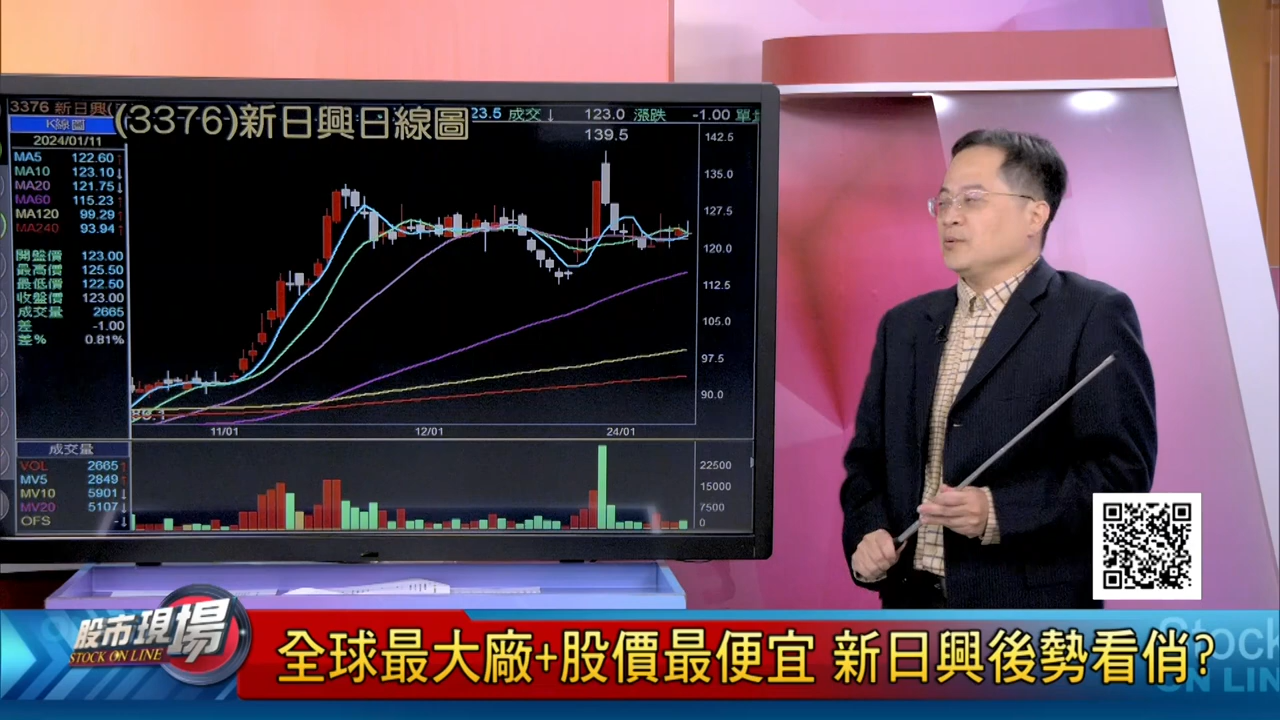 3376 新日興(
(3376)新日興日線圖
23.5 成交↓ 123.0 漲跌 -1.00 單
K線圖
2024/01/11
MA5 122.60↑
MA10 123.10↓
MA20 121.75↓
MA60 115.23↑
MA120 99.29↑
MA240 93.94↑
開盤價 123.00
最高價 125.50
最低價 122.50
收盤價 123.00
成交量 2665
差 -1.00
差% 0.81%
139.5
142.5
135.0
127.5
120.0
112.5
105.0
97.5
90.0
11/01 12/01 24/01
成交量
VOL 2665↑
MV5 2849↑
MV10 5901↓
MV20 5107↓
OFS -↓
22500
15000
7500
0
股市現場
STOCK ON LINE
全球最大廠+股價最便宜 新日興後勢看俏?
Stock
ON LIN